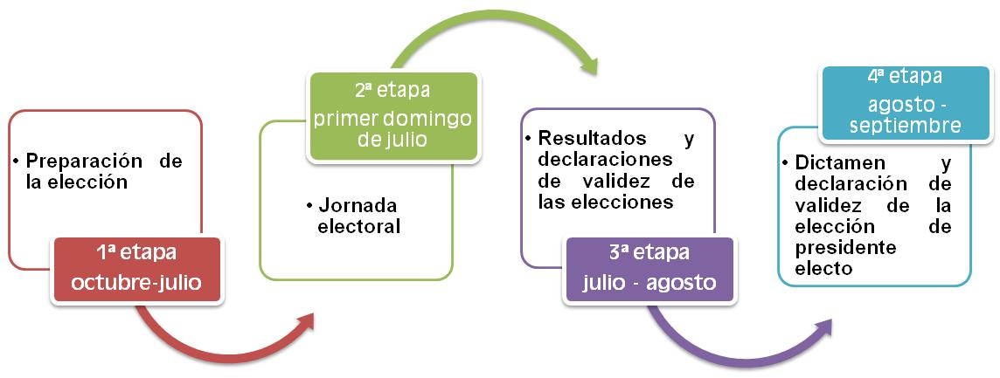 • Preparación de
la elección
1ª etapa
octubre-julio
2ª etapa
primer domingo
de julio
• Jornada
electoral
• Resultados y
declaraciones
de validez de
las elecciones
3ª etapa
julio - agosto
4ª etapa
agosto -
septiembre
• Dictamen y
declaración de
validez de la
elección de
presidente
electo